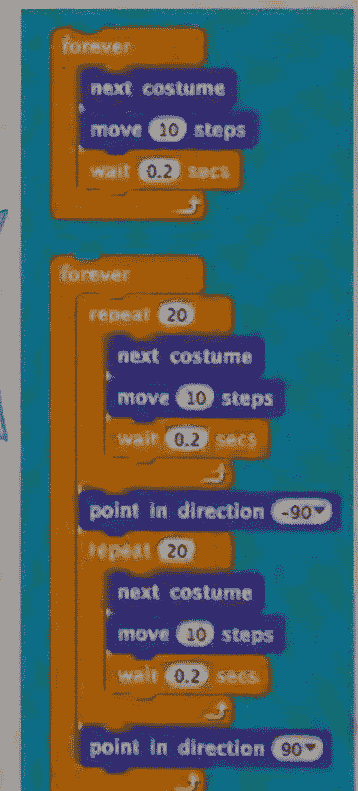 forever
next costume
move 10 steps
wait 0.2 secs
forever
repeat 20
next costume
move 10 steps
wait 0.2 secs
point in direction -90
repeat 20
next costume
move 10 steps
wait 0.2 secs
point in direction 90